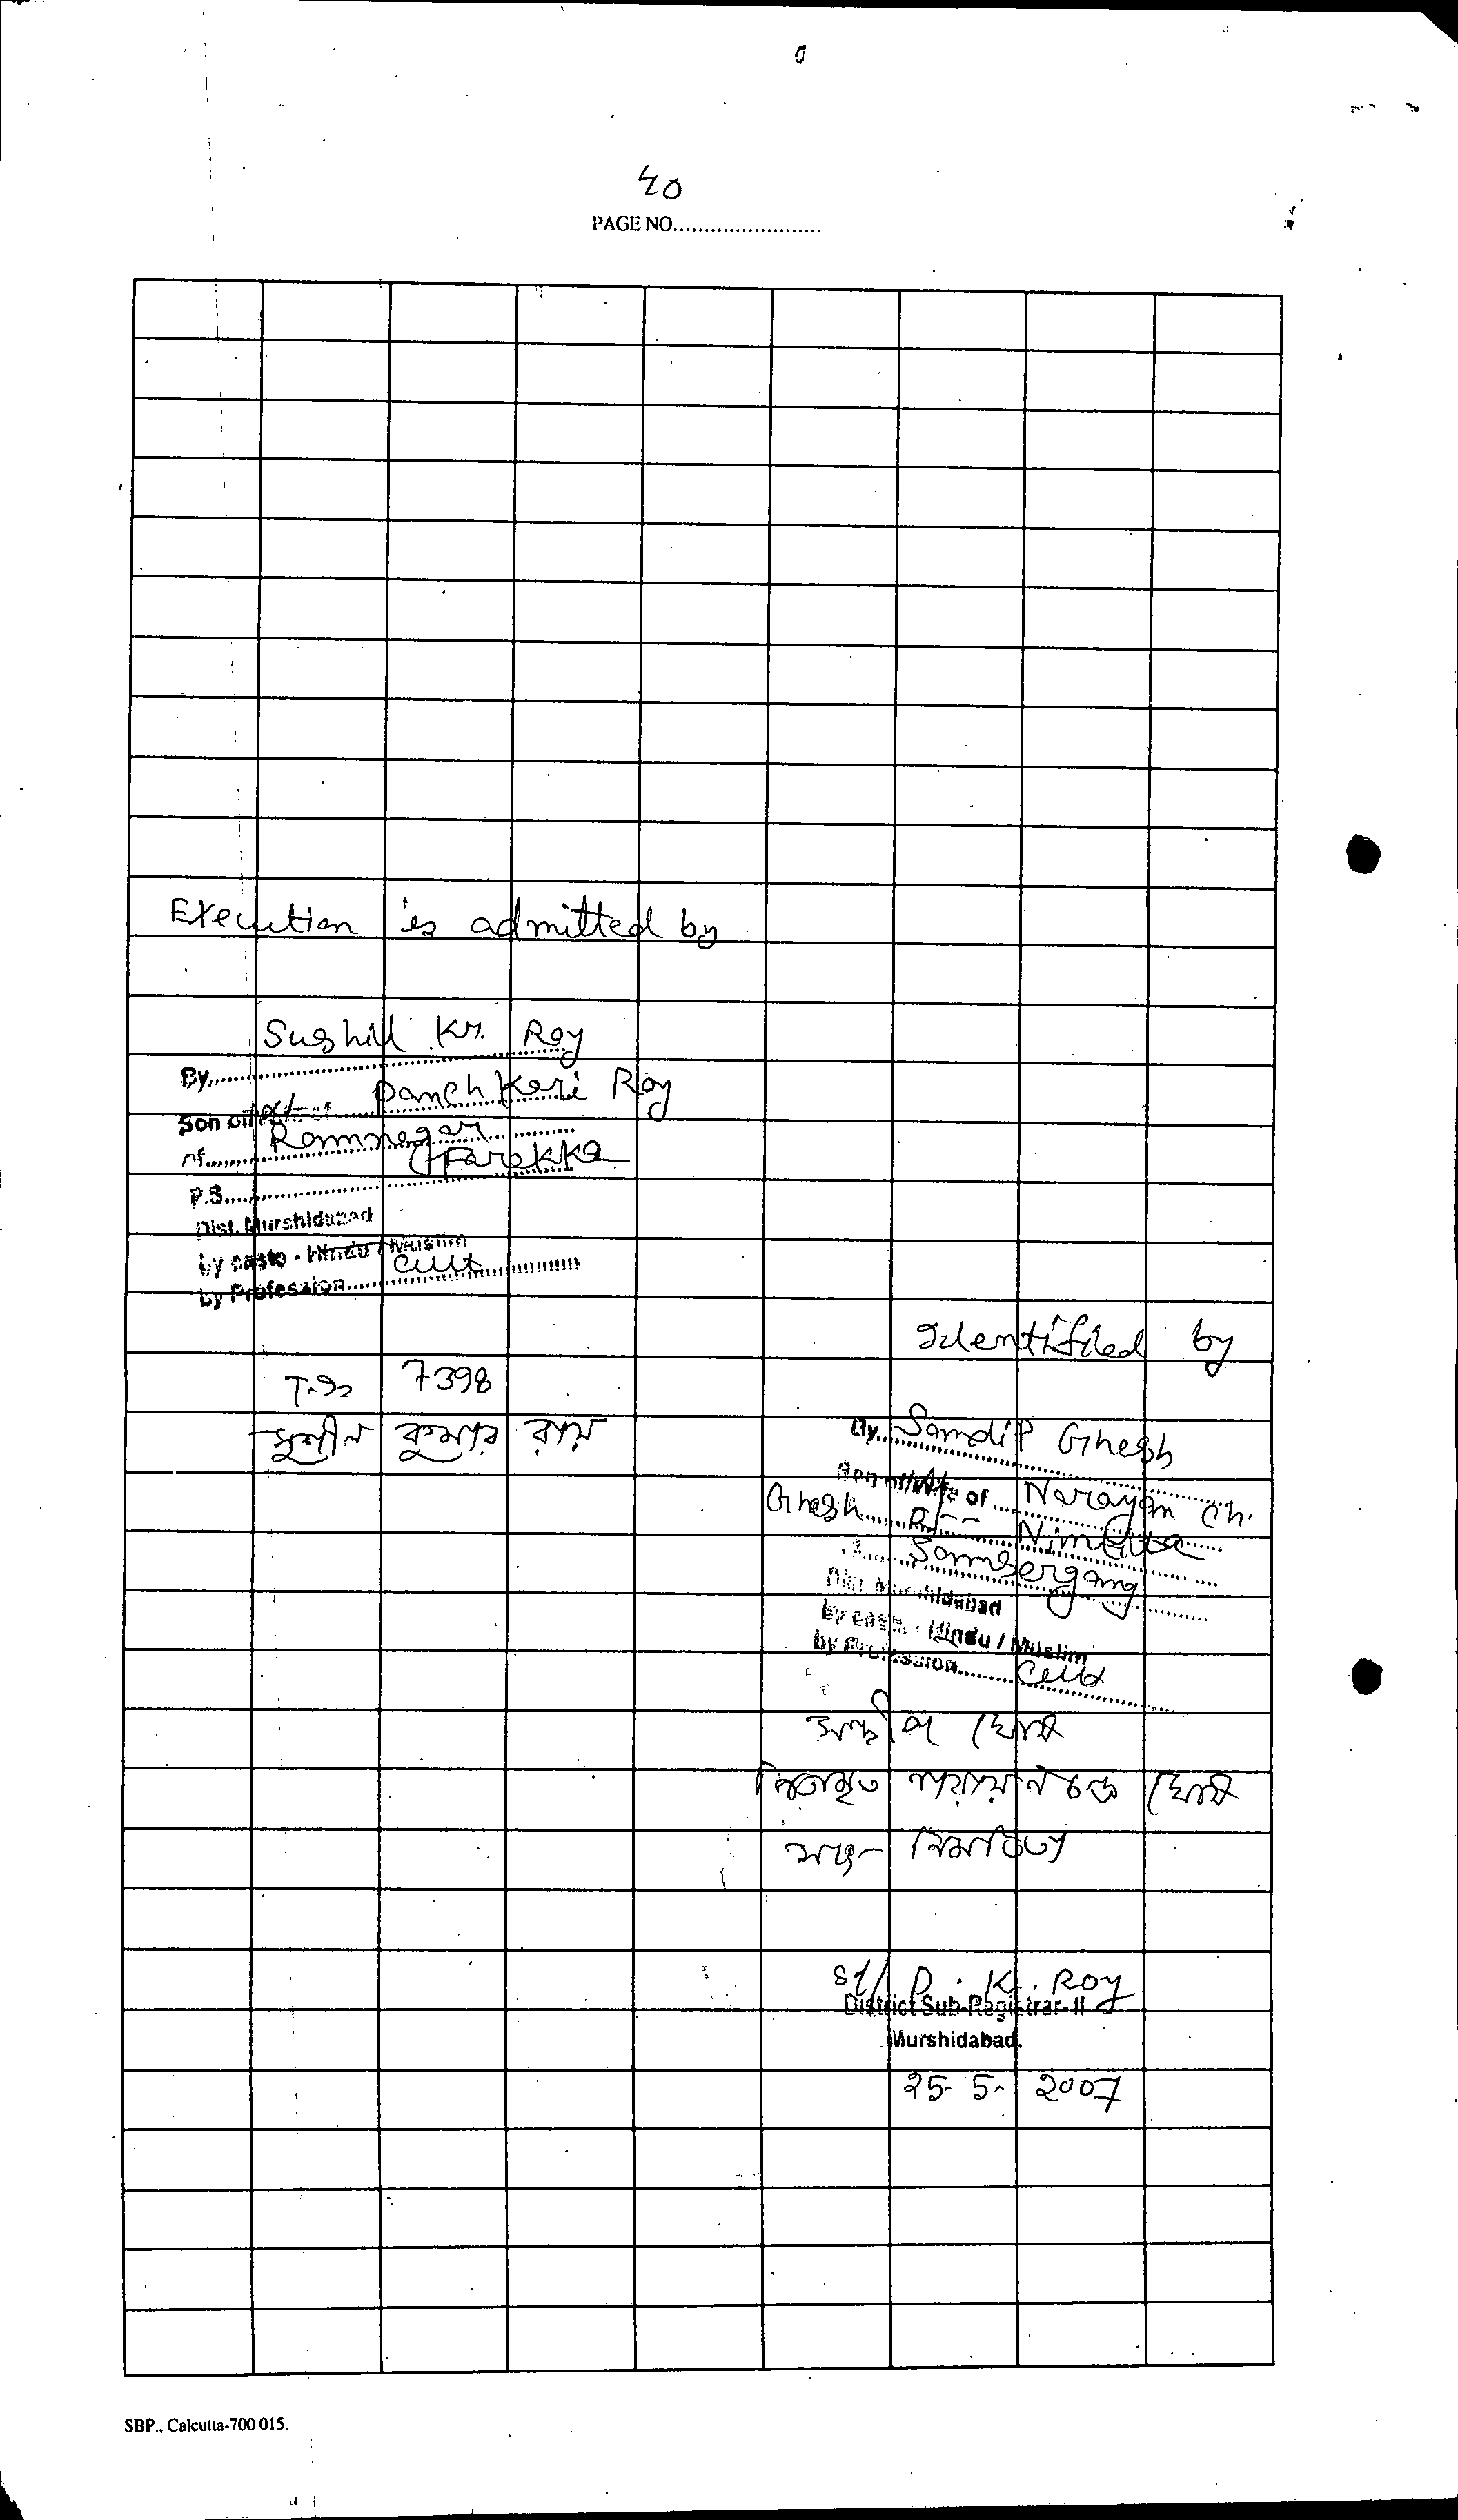 40
PAGE NO........................
Execution is admitted by
Sushill Kr. Roy
By
Son of Panchkari Roy
of Ramnagar
P.S. Farakka
Dist. Murshidabad
by caste - Hindu / Muslim
by Profession Cult
Identified by
7398
সুশীল কুমার রায়
By Sandip Ghosh
Son of/Wife of Narayan Ch.
Ghosh of Nimtita
Samserganj
Dist. Murshidabad
by caste - Hindu / Muslim
by Profession Cult
সন্দীপ ঘোষ
পিতামৃত নারায়ন চন্দ্র ঘোষ
সাং- নিমতিতা
Sd/ D. K. Roy
District Sub-Registrar-II
Murshidabad.
25. 5. 2007
SBP., Calcutta-700 015.